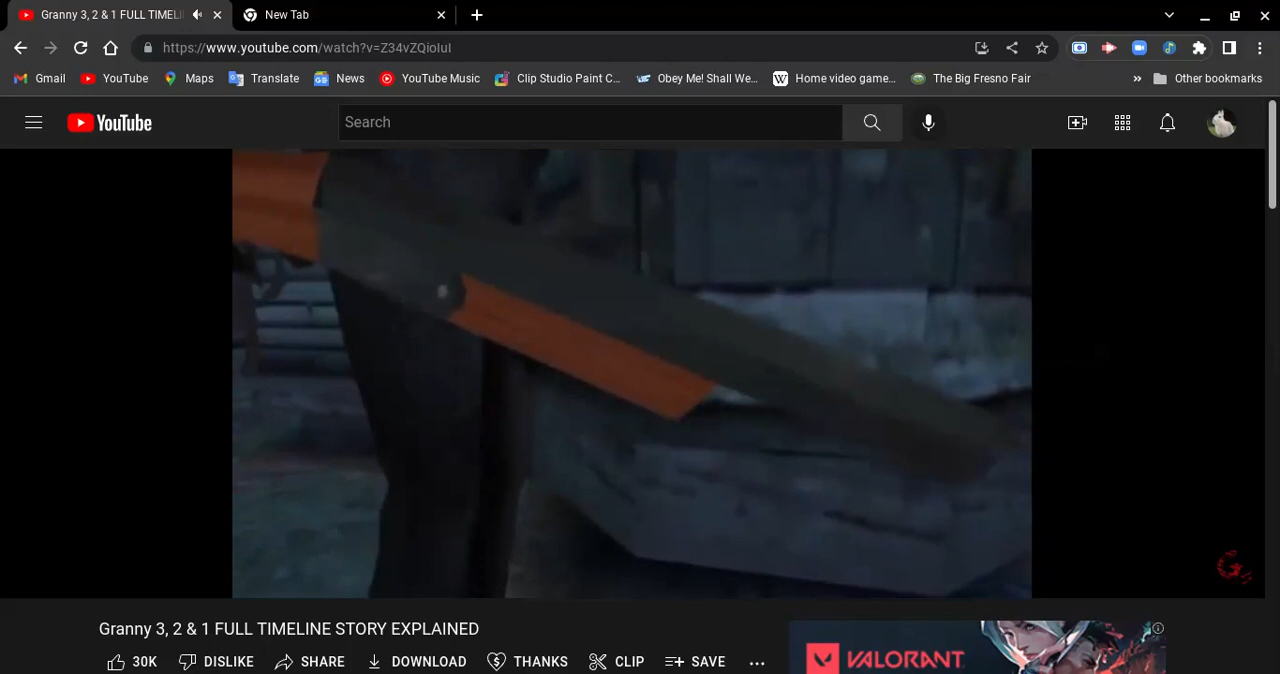 Granny 3, 2 & 1 FULL TIMELI
New Tab
https://www.youtube.com/watch?v=Z34vZQioIuI
Gmail
YouTube
Maps
Translate
News
YouTube Music
Clip Studio Paint C...
Obey Me! Shall We...
W
Home video game...
The Big Fresno Fair
»
Other bookmarks
YouTube
Search
Granny 3, 2 & 1 FULL TIMELINE STORY EXPLAINED
30K
DISLIKE
SHARE
DOWNLOAD
THANKS
CLIP
SAVE
...
VALORANT